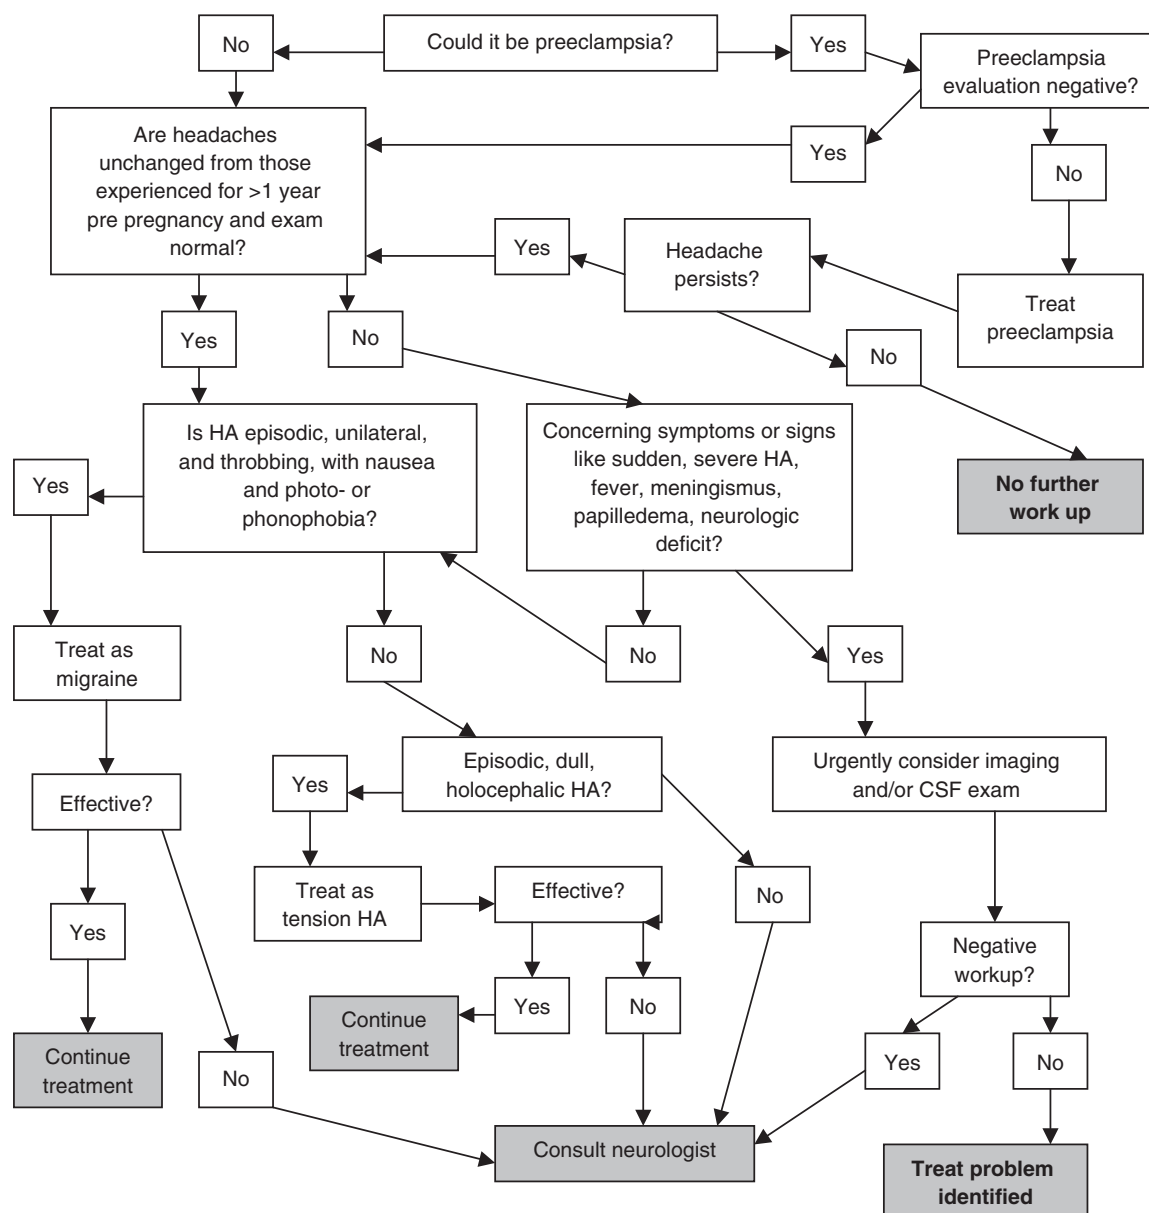 No
Could it be preeclampsia?
Yes
Preeclampsia
evaluation negative?
Are headaches
unchanged from those
experienced for >1 year
pre pregnancy and exam
normal?
Yes
No
Yes
Headache
persists?
Treat
preeclampsia
Yes
No
No
Is HA episodic, unilateral,
and throbbing, with nausea
and photo- or
phonophobia?
Concerning symptoms or signs
like sudden, severe HA,
fever, meningismus,
papilledema, neurologic
deficit?
Yes
No further
work up
Treat as
migraine
No
No
Yes
Episodic, dull,
holocephalic HA?
Urgently consider imaging
and/or CSF exam
Yes
Effective?
Treat as
tension HA
Effective?
No
Yes
Negative
workup?
Yes
No
Continue
treatment
Continue
treatment
No
Yes
No
Consult neurologist
Treat problem
identified